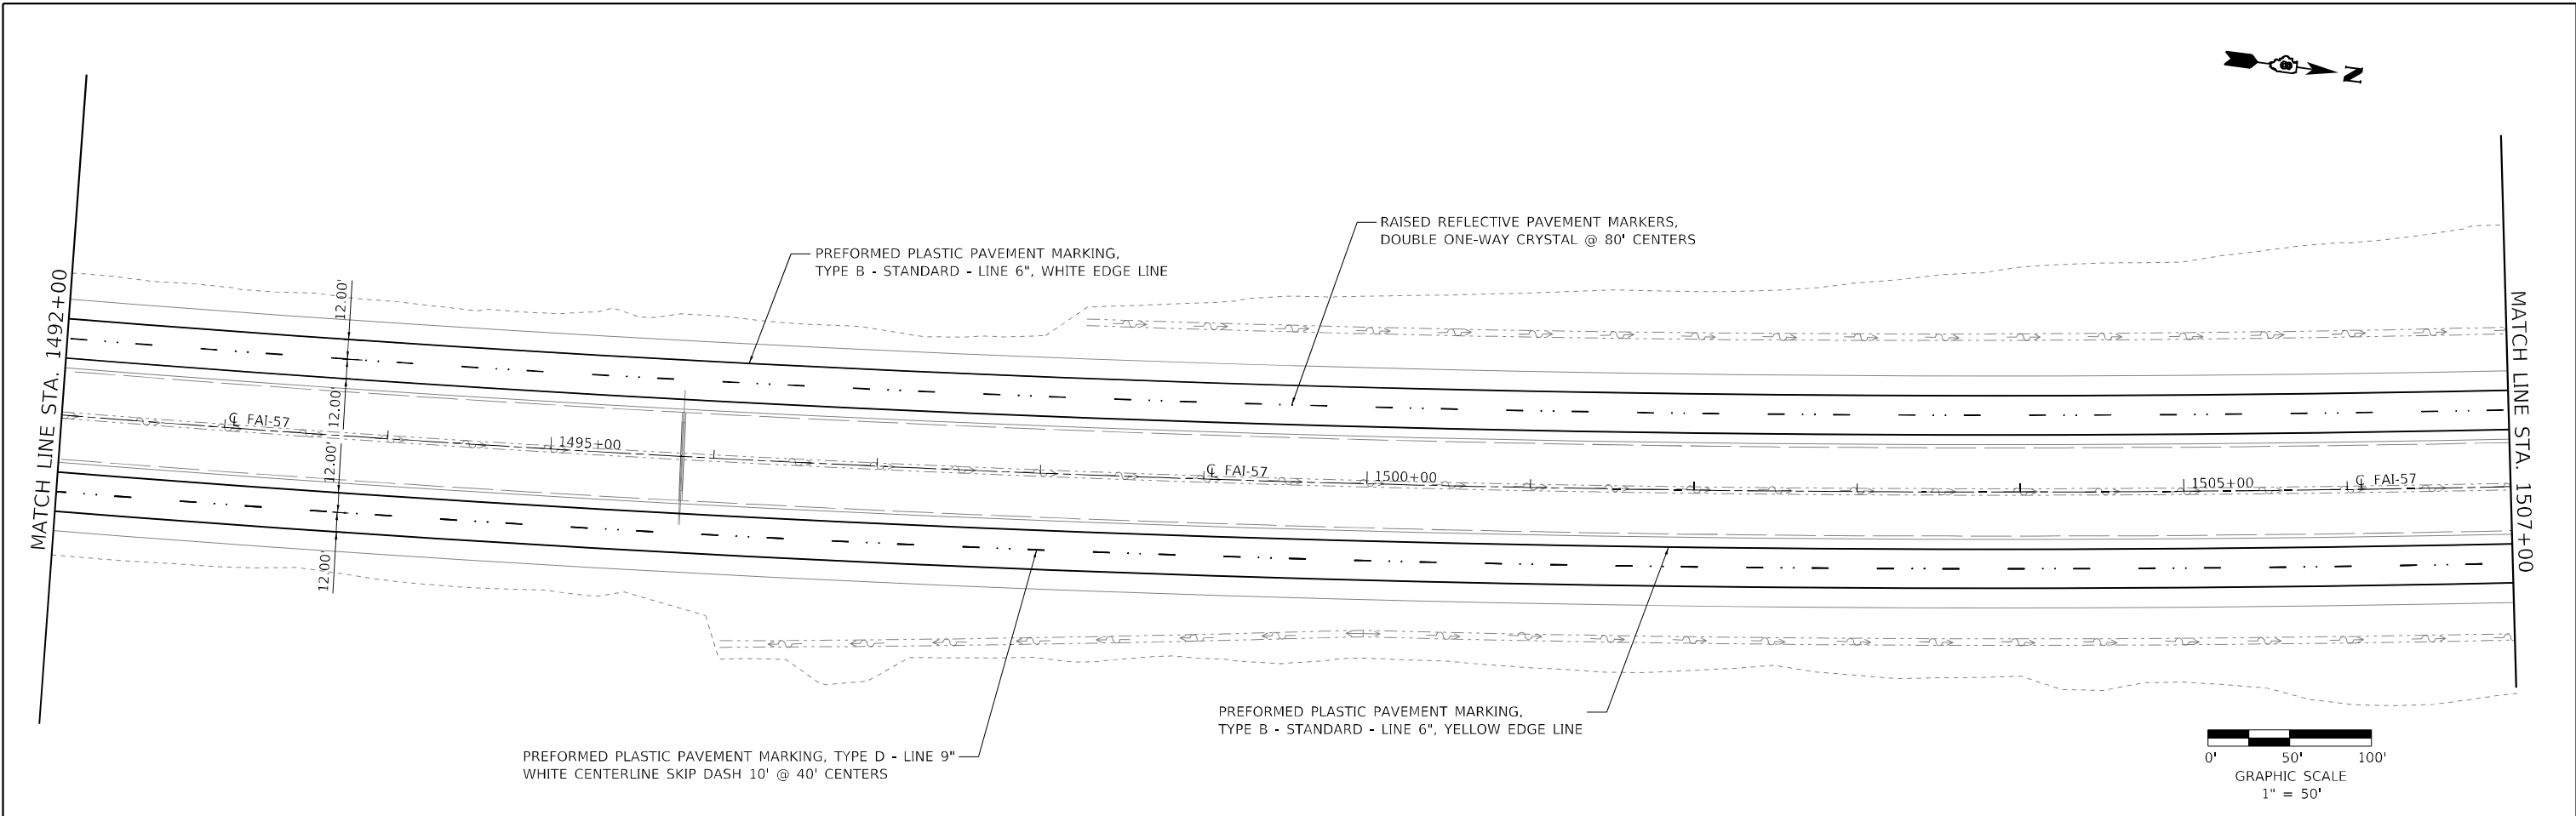 N
RAISED REFLECTIVE PAVEMENT MARKERS,
DOUBLE ONE-WAY CRYSTAL @ 80' CENTERS
PREFORMED PLASTIC PAVEMENT MARKING,
TYPE B - STANDARD - LINE 6", WHITE EDGE LINE
MATCH LINE STA. 1492+00
12.00'
12.00'
12.00'
12.00'
℄ FAI-57
1495+00
℄ FAI-57
1500+00
1505+00
℄ FAI-57
MATCH LINE STA. 1507+00
PREFORMED PLASTIC PAVEMENT MARKING,
TYPE B - STANDARD - LINE 6", YELLOW EDGE LINE
PREFORMED PLASTIC PAVEMENT MARKING, TYPE D - LINE 9"
WHITE CENTERLINE SKIP DASH 10' @ 40' CENTERS
0' 50' 100'
GRAPHIC SCALE
1" = 50'